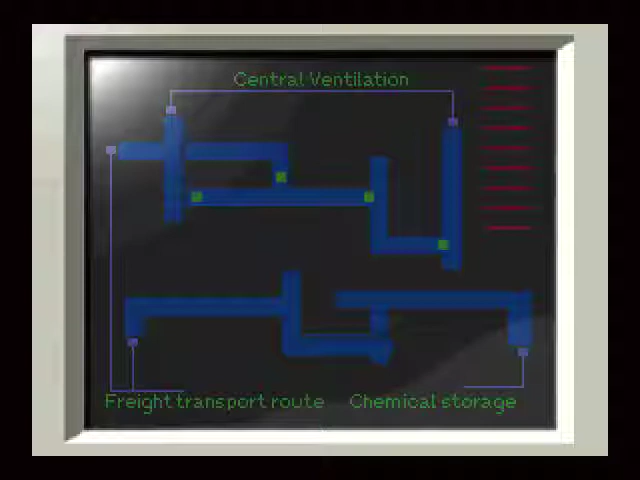 Central Ventilation
Freight transport route
Chemical storage